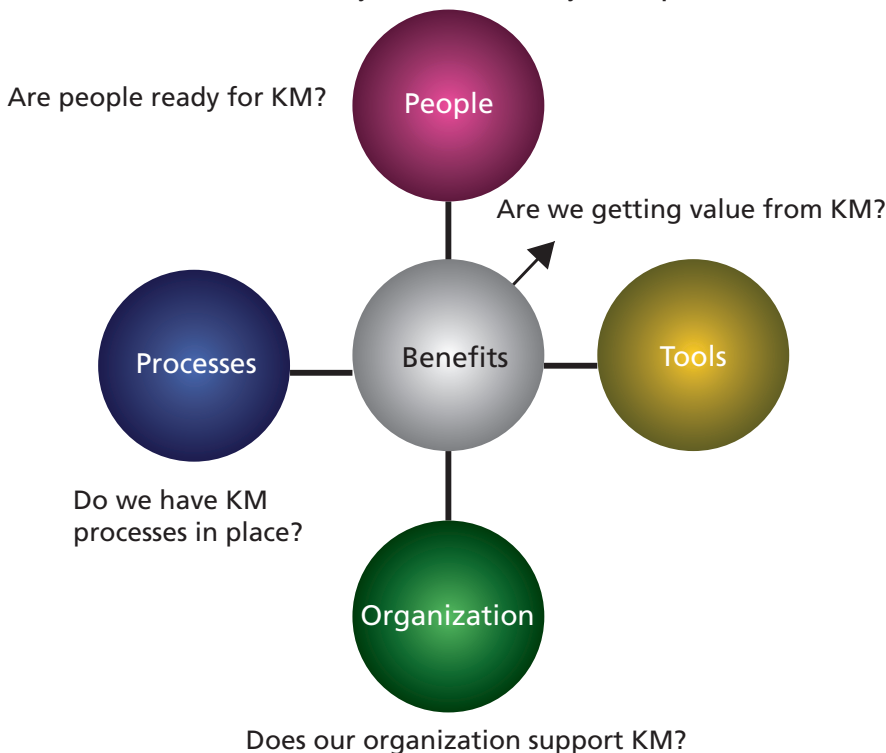 Are people ready for KM?
People
Are we getting value from KM?
Processes
Benefits
Tools
Do we have KM
processes in place?
Organization
Does our organization support KM?